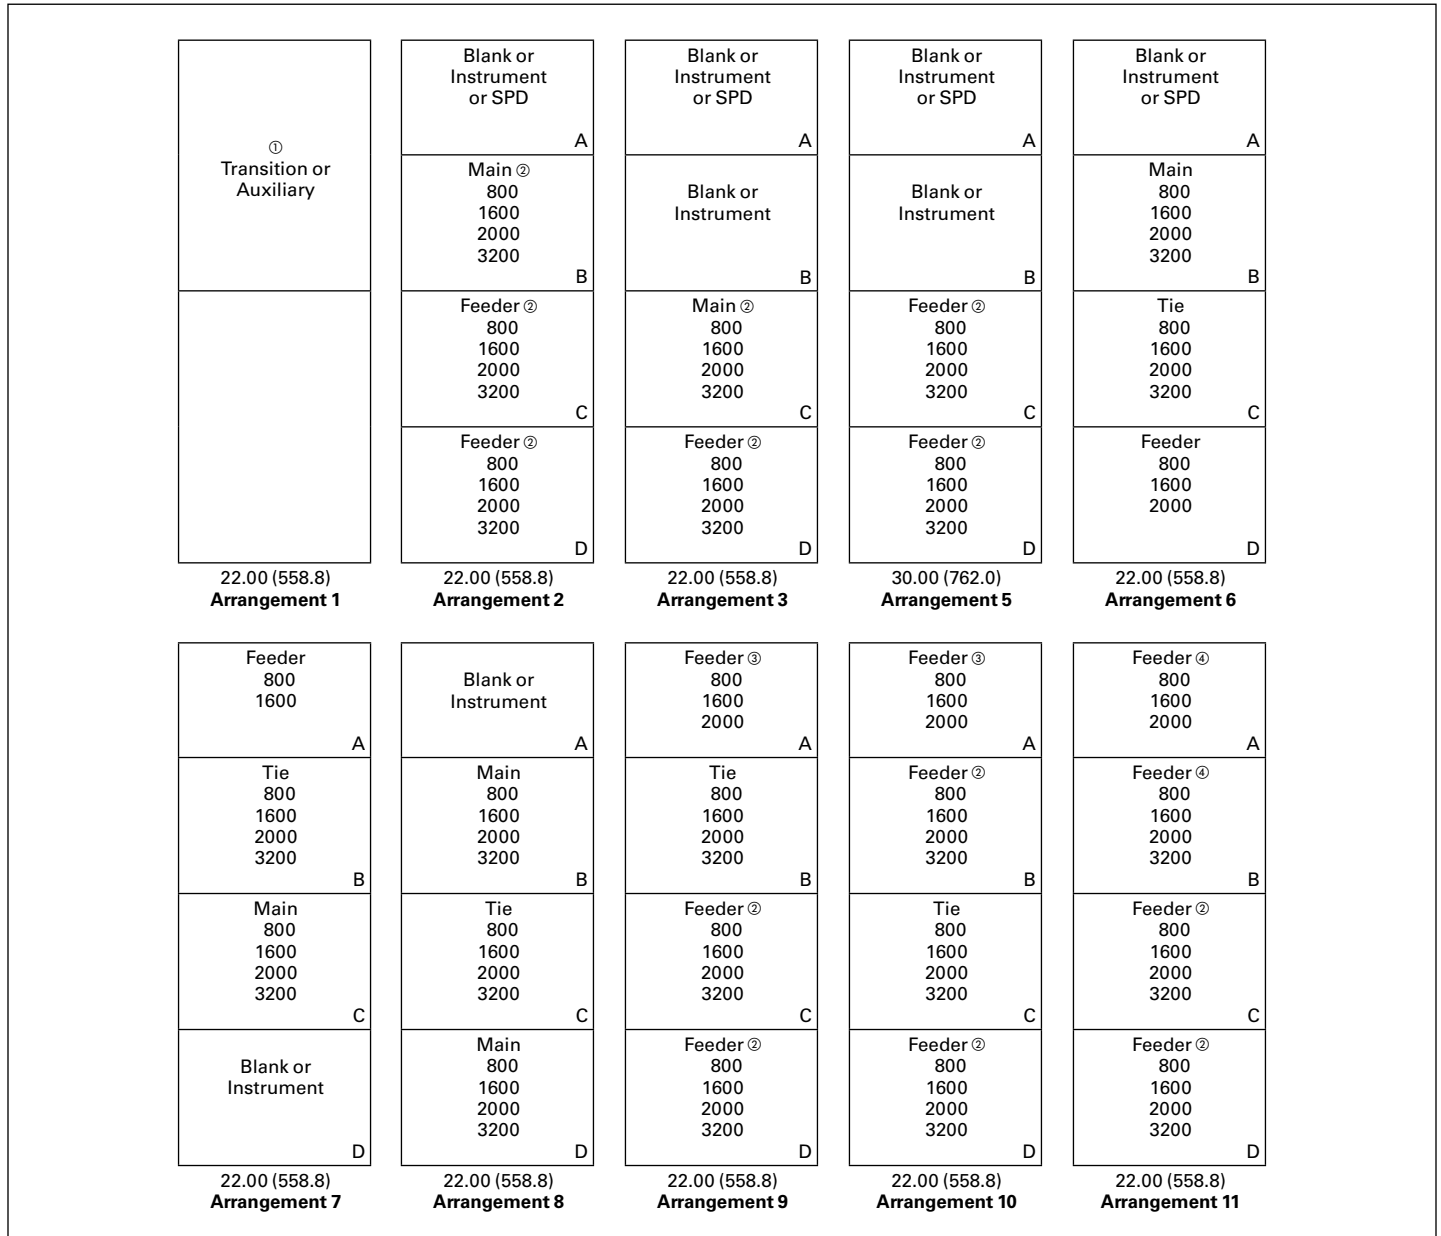 ①
Transition or
Auxiliary
22.00 (558.8)
Arrangement 1
Blank or
Instrument
or SPD
A
Main ②
800
1600
2000
3200
B
Feeder ②
800
1600
2000
3200
C
Feeder ②
800
1600
2000
3200
D
22.00 (558.8)
Arrangement 2
Blank or
Instrument
or SPD
A
Blank or
Instrument
B
Main ②
800
1600
2000
3200
C
Feeder ②
800
1600
2000
3200
D
22.00 (558.8)
Arrangement 3
Blank or
Instrument
or SPD
A
Blank or
Instrument
B
Feeder ②
800
1600
2000
3200
C
Feeder ②
800
1600
2000
3200
D
30.00 (762.0)
Arrangement 5
Blank or
Instrument
or SPD
A
Main
800
1600
2000
3200
B
Tie
800
1600
2000
3200
C
Feeder
800
1600
2000
D
22.00 (558.8)
Arrangement 6
Feeder
800
1600
A
Tie
800
1600
2000
3200
B
Main
800
1600
2000
3200
C
Blank or
Instrument
D
22.00 (558.8)
Arrangement 7
Blank or
Instrument
A
Main
800
1600
2000
3200
B
Tie
800
1600
2000
3200
C
Main
800
1600
2000
3200
D
22.00 (558.8)
Arrangement 8
Feeder ③
800
1600
2000
A
Tie
800
1600
2000
3200
B
Feeder ②
800
1600
2000
3200
C
Feeder ②
800
1600
2000
3200
D
22.00 (558.8)
Arrangement 9
Feeder ③
800
1600
2000
A
Feeder ②
800
1600
2000
3200
B
Tie
800
1600
2000
3200
C
Feeder ②
800
1600
2000
3200
D
22.00 (558.8)
Arrangement 10
Feeder ④
800
1600
2000
A
Feeder ④
800
1600
2000
3200
B
Feeder ②
800
1600
2000
3200
C
Feeder ②
800
1600
2000
3200
D
22.00 (558.8)
Arrangement 11